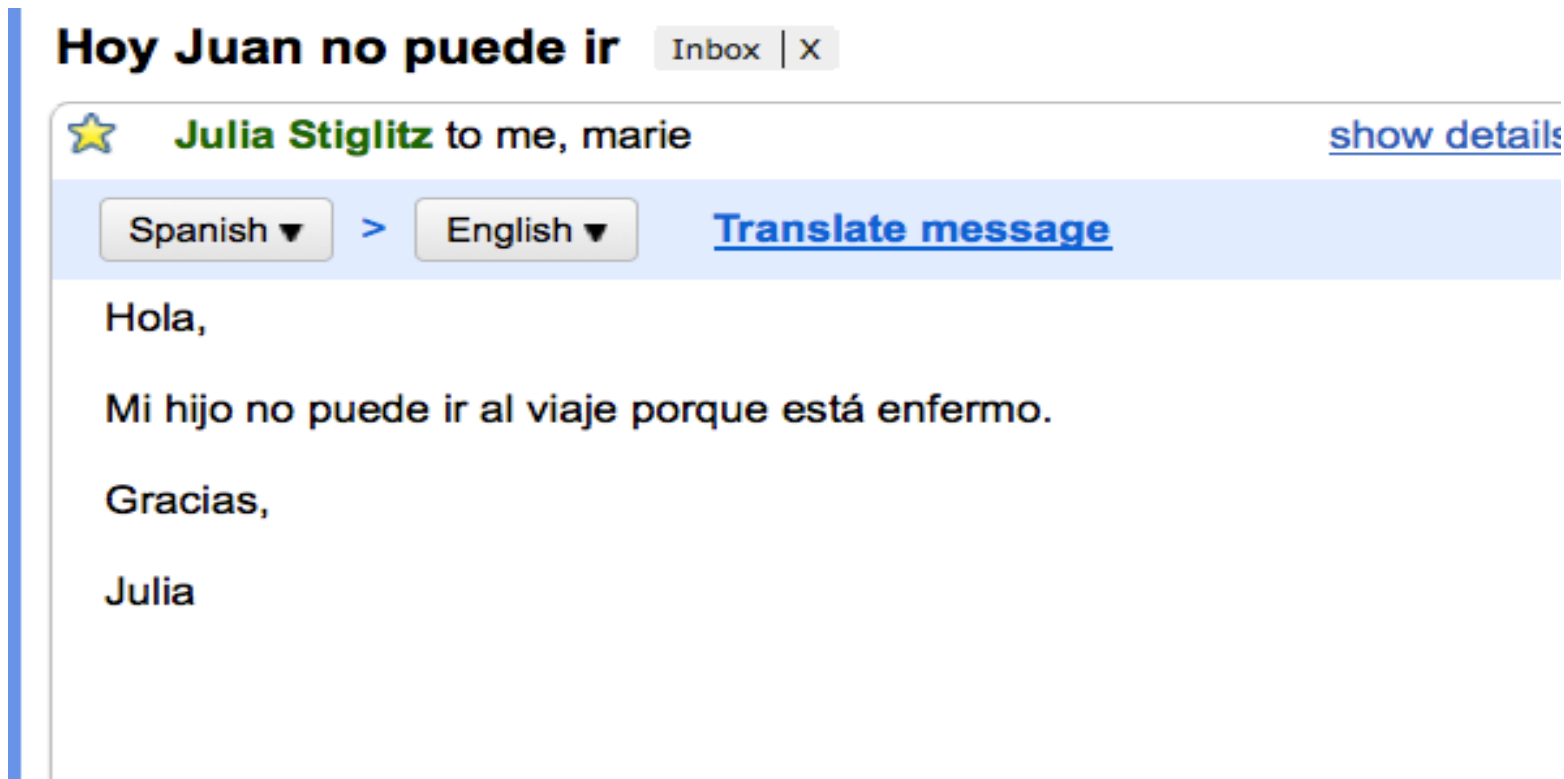 Hoy Juan no puede ir Inbox | X
Julia Stiglitz to me, marie show details
Spanish ▼ > English ▼ Translate message
Hola,
Mi hijo no puede ir al viaje porque está enfermo.
Gracias,
Julia